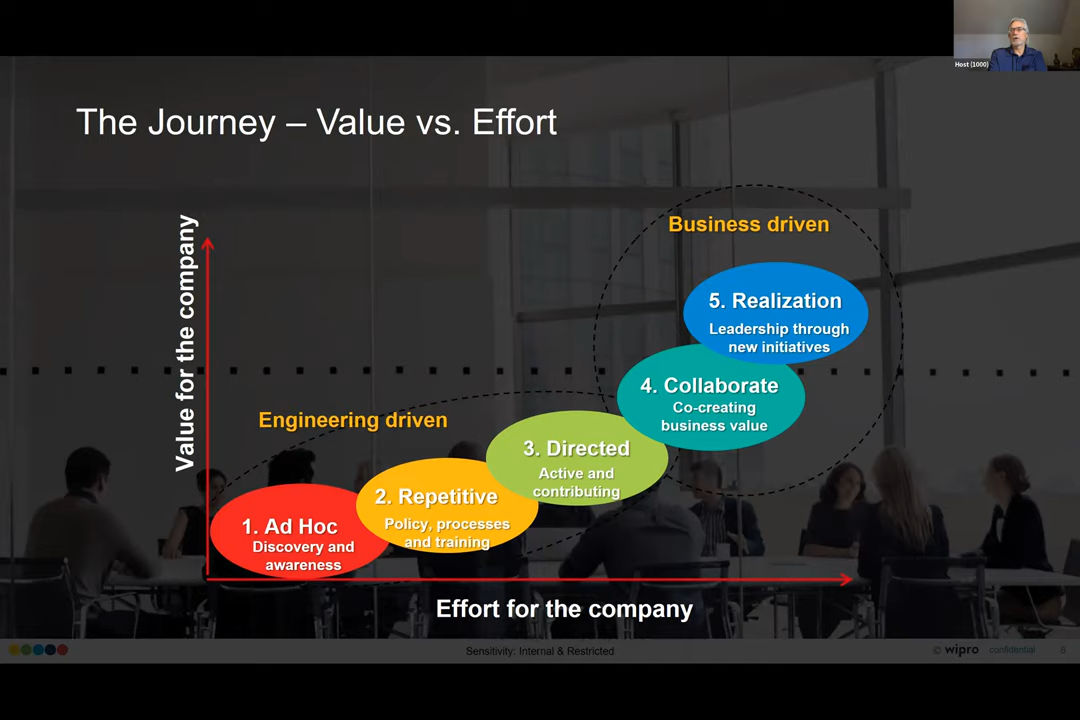 Host (1000)
The Journey – Value vs. Effort
Value for the company
Business driven
5. Realization
Leadership through
new initiatives
4. Collaborate
Co-creating
business value
Engineering driven
3. Directed
Active and
contributing
2. Repetitive
Policy, processes
and training
1. Ad Hoc
Discovery and
awareness
Effort for the company
Sensitivity: Internal & Restricted
© wipro confidential 6